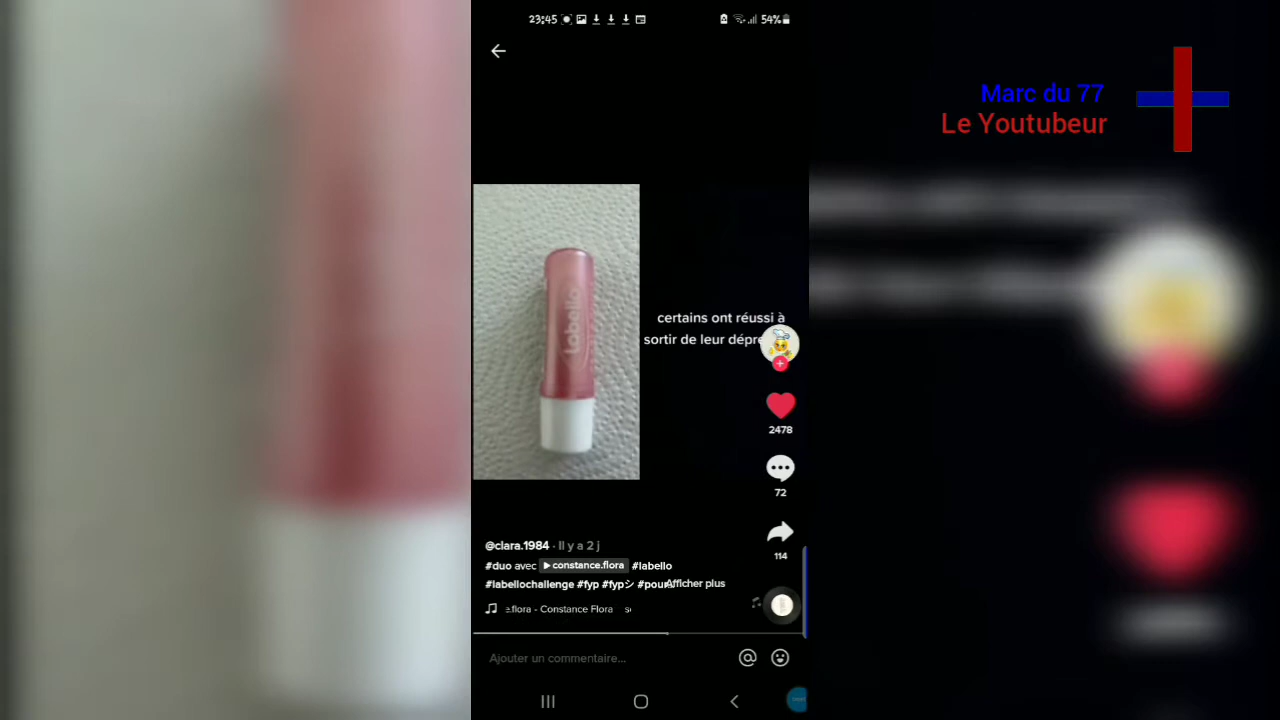 23:45
54%
Marc du 77
Le Youtubeur
Labello
certains ont réussi à
sortir de leur
2478
72
114
@clara.1984 · Il y a 2 j
#duo avec ▶ constance.flora #labello
#labellochallenge #fyp #fypシ #pour Afficher plus
.flora - Constance Flora
Ajouter un commentaire...